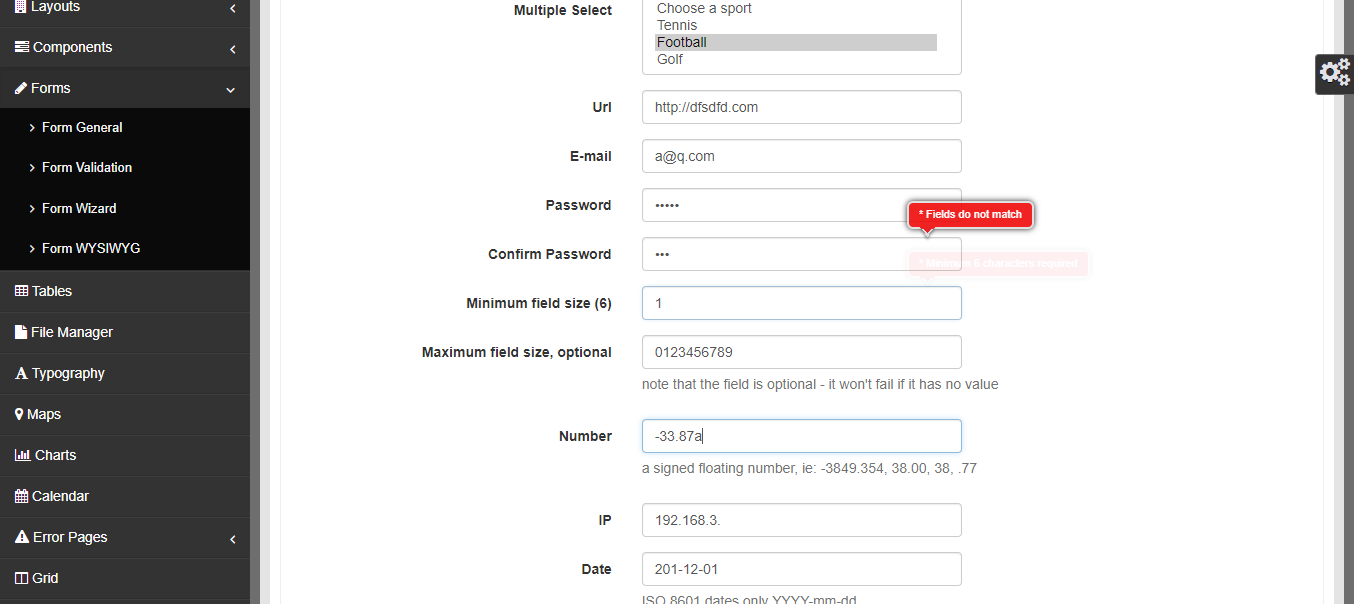 Layouts
Components
Forms
Form General
Form Validation
Form Wizard
Form WYSIWYG
Tables
File Manager
Typography
Maps
Charts
Calendar
Error Pages
Grid
Multiple Select
Choose a sport
Tennis
Football
Golf
Url
http://dfsdfd.com
E-mail
a@q.com
Password
•••••
* Fields do not match
Confirm Password
•••
* Minimum 6 characters required
Minimum field size (6)
1
Maximum field size, optional
0123456789
note that the field is optional - it won't fail if it has no value
Number
-33.87a
a signed floating number, ie: -3849.354, 38.00, 38, .77
IP
192.168.3.
Date
201-12-01
ISO 8601 dates only YYYY-mm-dd